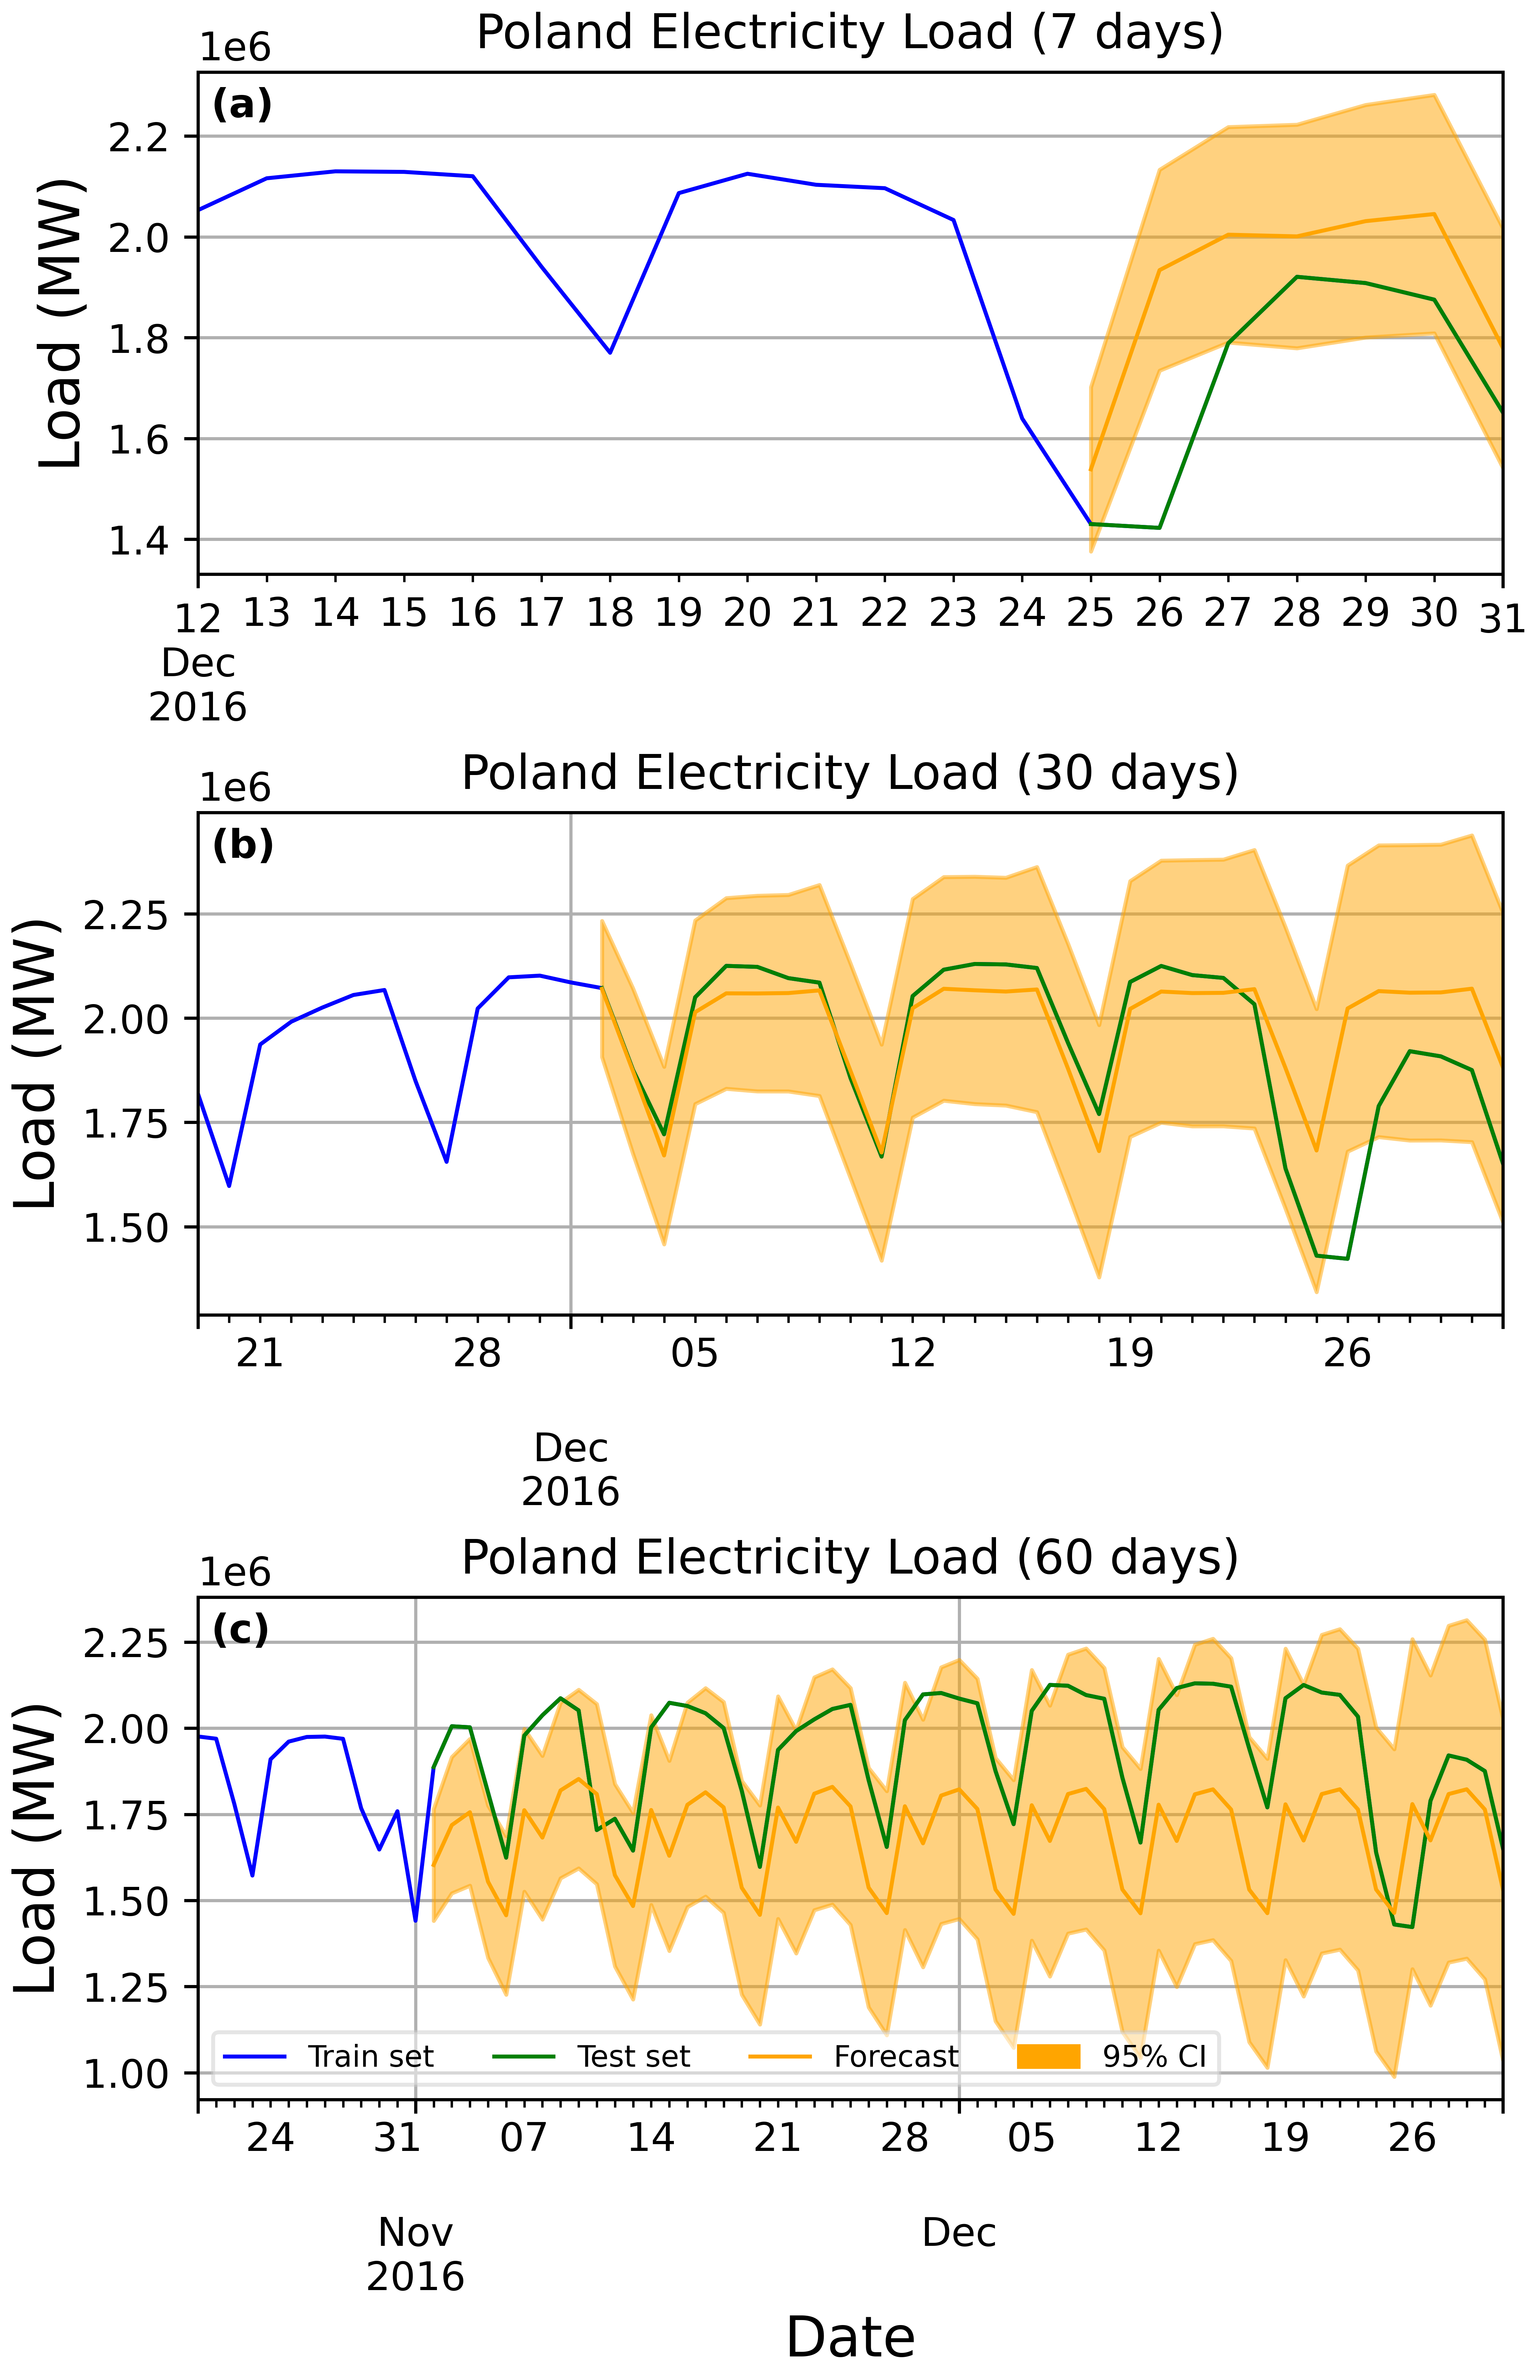 Poland Electricity Load (7 days)
1e6
(a)
2.2
2.0
1.8
1.6
1.4
Load (MW)
12 13 14 15 16 17 18 19 20 21 22 23 24 25 26 27 28 29 30 31
Dec
2016
Poland Electricity Load (30 days)
1e6
(b)
2.25
2.00
1.75
1.50
Load (MW)
21 28 05 12 19 26
Dec
2016
Poland Electricity Load (60 days)
1e6
(c)
2.25
2.00
1.75
1.50
1.25
1.00
Load (MW)
Train set Test set Forecast 95% CI
24 31 07 14 21 28 05 12 19 26
Nov Dec
2016
Date